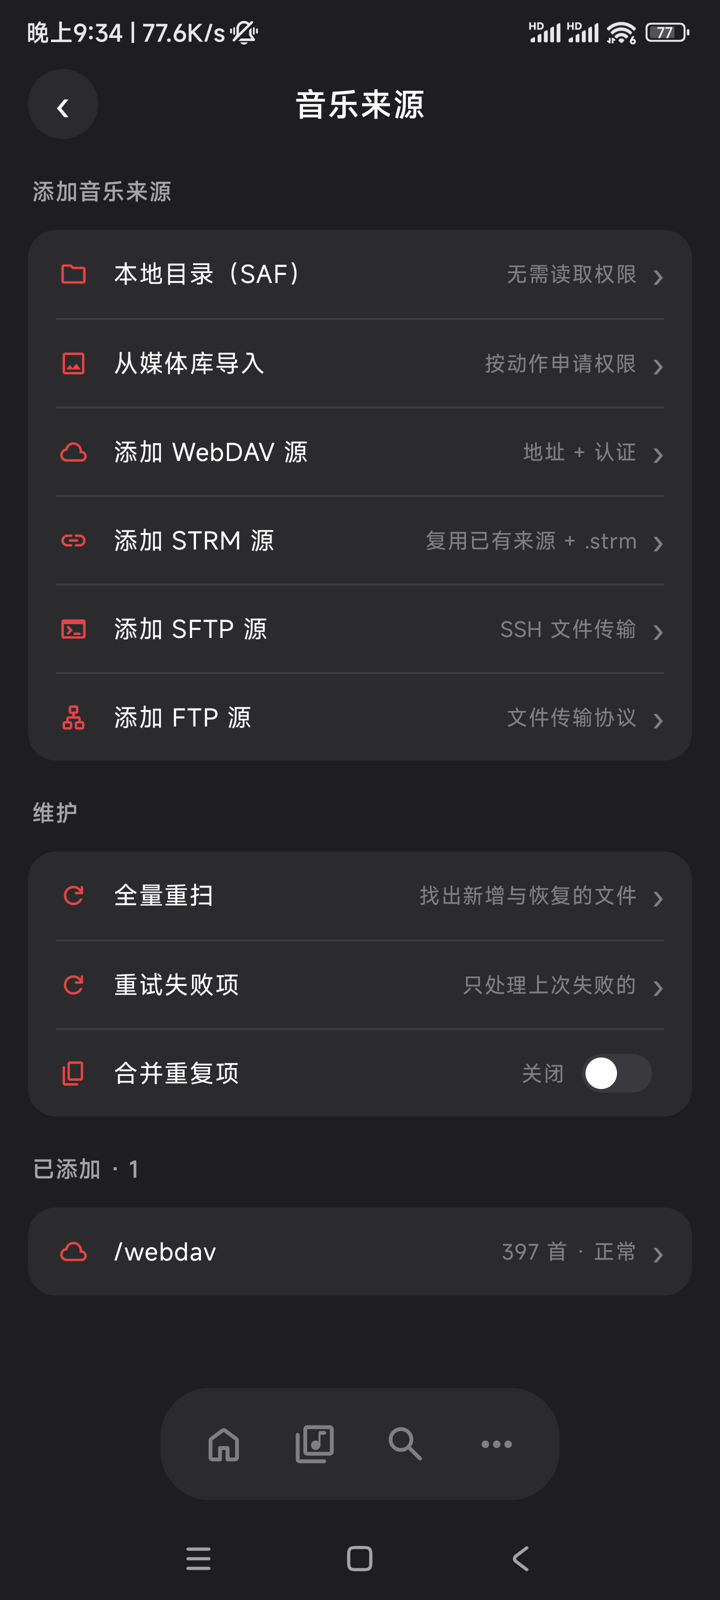 晚上9:34 | 77.6K/s
HD HD 6 77
音乐来源
添加音乐来源
本地目录（SAF） 无需读取权限
从媒体库导入 按动作申请权限
添加 WebDAV 源 地址 + 认证
添加 STRM 源 复用已有来源 + .strm
添加 SFTP 源 SSH 文件传输
添加 FTP 源 文件传输协议
维护
全量重扫 找出新增与恢复的文件
重试失败项 只处理上次失败的
合并重复项 关闭
已添加 · 1
/webdav 397 首 · 正常